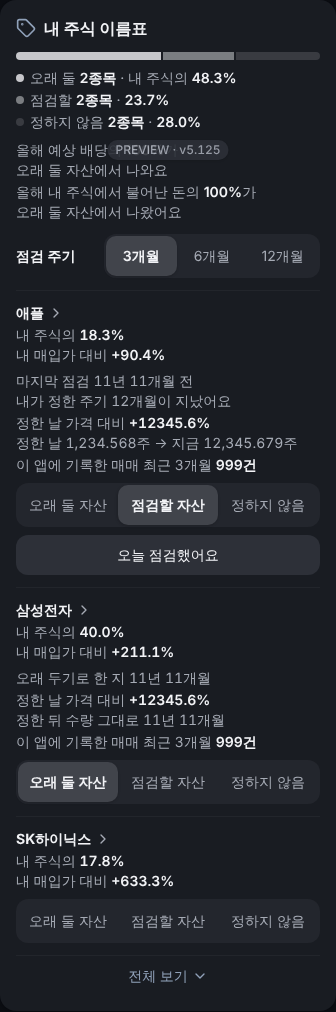 내 주식 이름표
오래 둘 2종목 · 내 주식의 48.3%
점검할 2종목 · 23.7%
정하지 않음 2종목 · 28.0%
올해 예상 배당 PREVIEW · v5.125
오래 둘 자산에서 나와요
올해 내 주식에서 불어난 돈의 100%가
오래 둘 자산에서 나왔어요
점검 주기 3개월 6개월 12개월
애플 >
내 주식의 18.3%
내 매입가 대비 +90.4%
마지막 점검 11년 11개월 전
내가 정한 주기 12개월이 지났어요
정한 날 가격 대비 +12345.6%
정한 날 1,234.568주 → 지금 12,345.679주
이 앱에 기록한 매매 최근 3개월 999건
오래 둘 자산 점검할 자산 정하지 않음
오늘 점검했어요
삼성전자 >
내 주식의 40.0%
내 매입가 대비 +211.1%
오래 두기로 한 지 11년 11개월
정한 날 가격 대비 +12345.6%
정한 뒤 수량 그대로 11년 11개월
이 앱에 기록한 매매 최근 3개월 999건
오래 둘 자산 점검할 자산 정하지 않음
SK하이닉스 >
내 주식의 17.8%
내 매입가 대비 +633.3%
오래 둘 자산 점검할 자산 정하지 않음
전체 보기